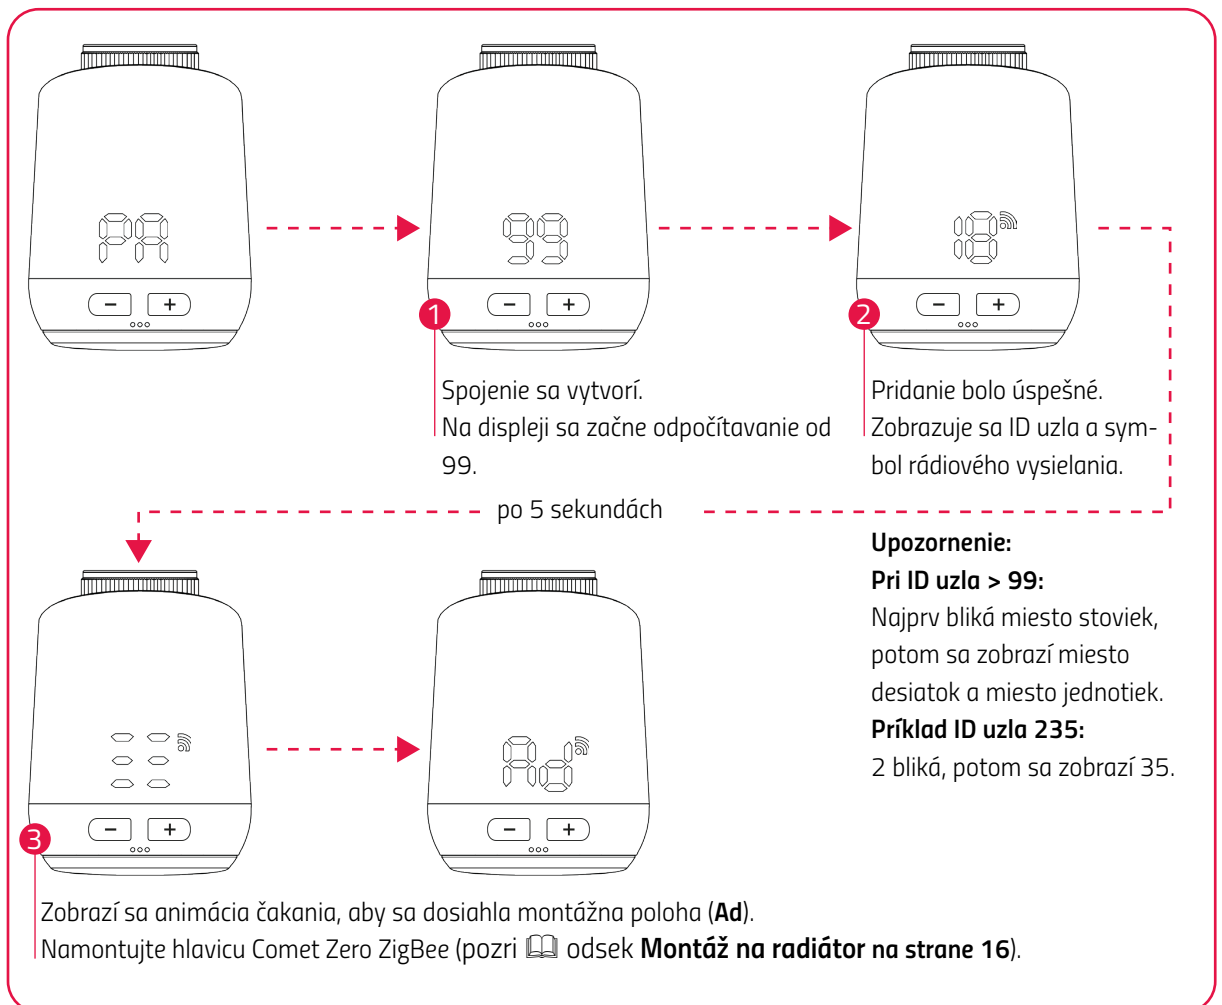 PA
99
18
− +
− +
− +
1
Spojenie sa vytvorí.
Na displeji sa začne odpočítavanie od
99.
2
Pridanie bolo úspešné.
Zobrazuje sa ID uzla a sym-
bol rádiového vysielania.
po 5 sekundách
Upozornenie:
Pri ID uzla > 99:
Najprv bliká miesto stoviek,
potom sa zobrazí miesto
desiatok a miesto jednotiek.
Príklad ID uzla 235:
2 bliká, potom sa zobrazí 35.
Ad
− +
− +
3
Zobrazí sa animácia čakania, aby sa dosiahla montážna poloha (Ad).
Namontujte hlavicu Comet Zero ZigBee (pozri odsek Montáž na radiátor na strane 16).